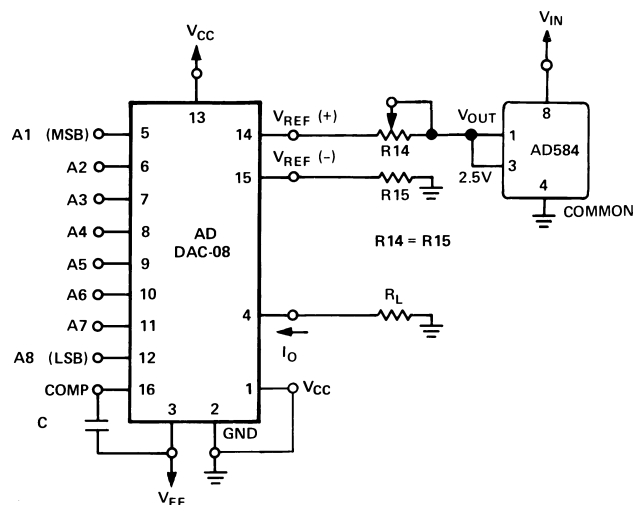 VCC
VIN
13
A1 (MSB) 5
A2 6
A3 7
A4 8
A5 9
A6 10
A7 11
A8 (LSB) 12
COMP 16
C
AD
DAC-08
14 VREF (+)
15 VREF (–)
R14
R15
R14 = R15
4
IO
RL
1 VCC
3
2
GND
VEE
VOUT
2.5V
8
1
AD584
3
4
COMMON